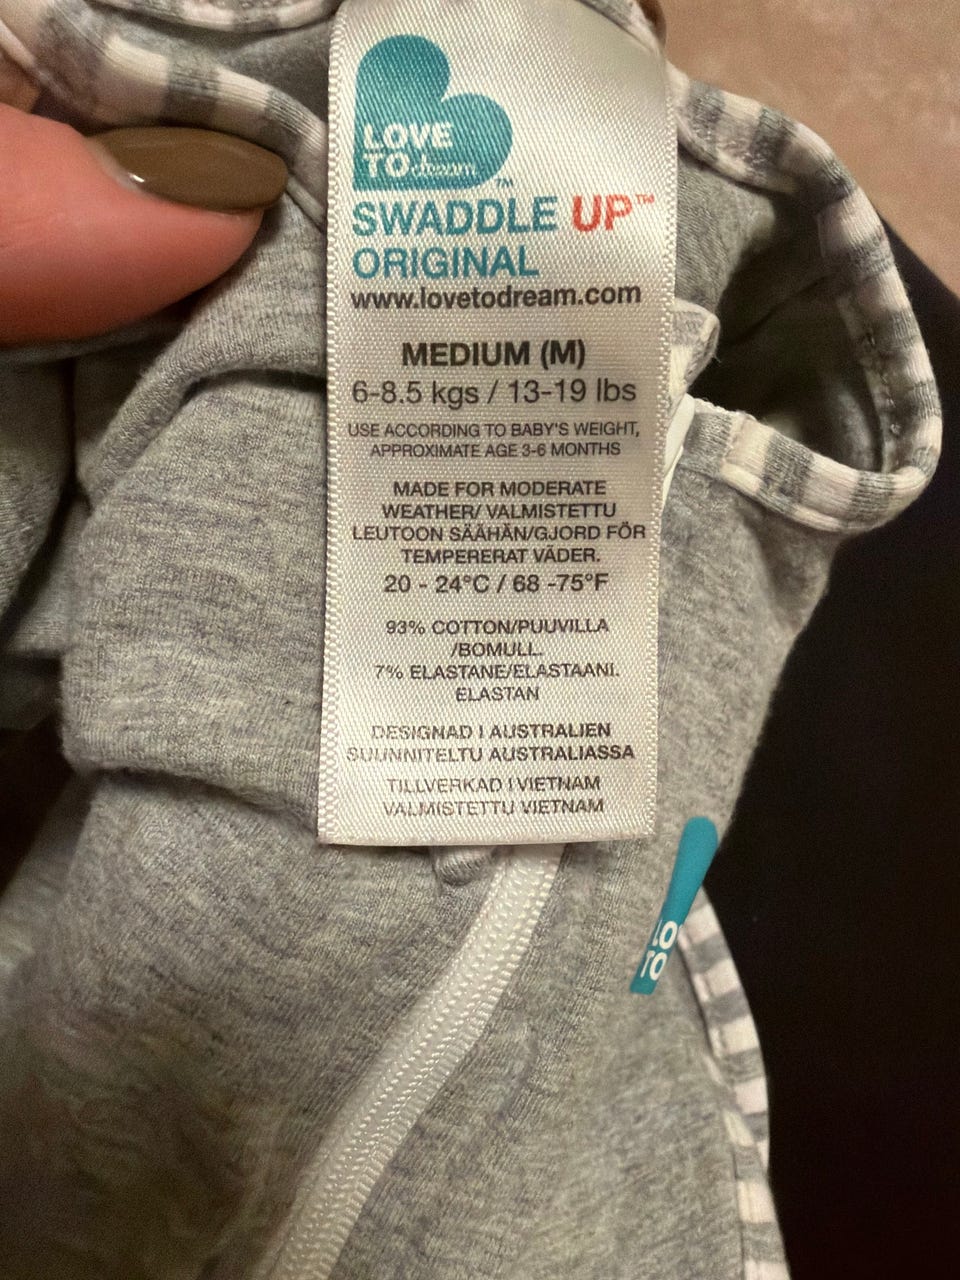 LOVE
TO dream™
SWADDLE UP™
ORIGINAL
www.lovetodream.com
MEDIUM (M)
6-8.5 kgs / 13-19 lbs
USE ACCORDING TO BABY'S WEIGHT,
APPROXIMATE AGE 3-6 MONTHS
MADE FOR MODERATE
WEATHER/ VALMISTETTU
LEUTOON SÄÄHÄN/GJORD FÖR
TEMPERERAT VÄDER.
20 - 24°C / 68 -75°F
93% COTTON/PUUVILLA
/BOMULL.
7% ELASTANE/ELASTAANI.
ELASTAN
DESIGNAD I AUSTRALIEN
SUUNNITELTU AUSTRALIASSA
TILLVERKAD I VIETNAM
VALMISTETTU VIETNAM
LO
TO